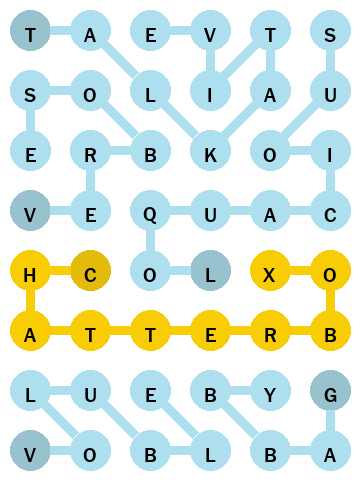 T A E V T S
S O L I A U
E R B K O I
V E Q U A C
H C O L X O
A T T E R B
L U E B Y G
V O B L B A